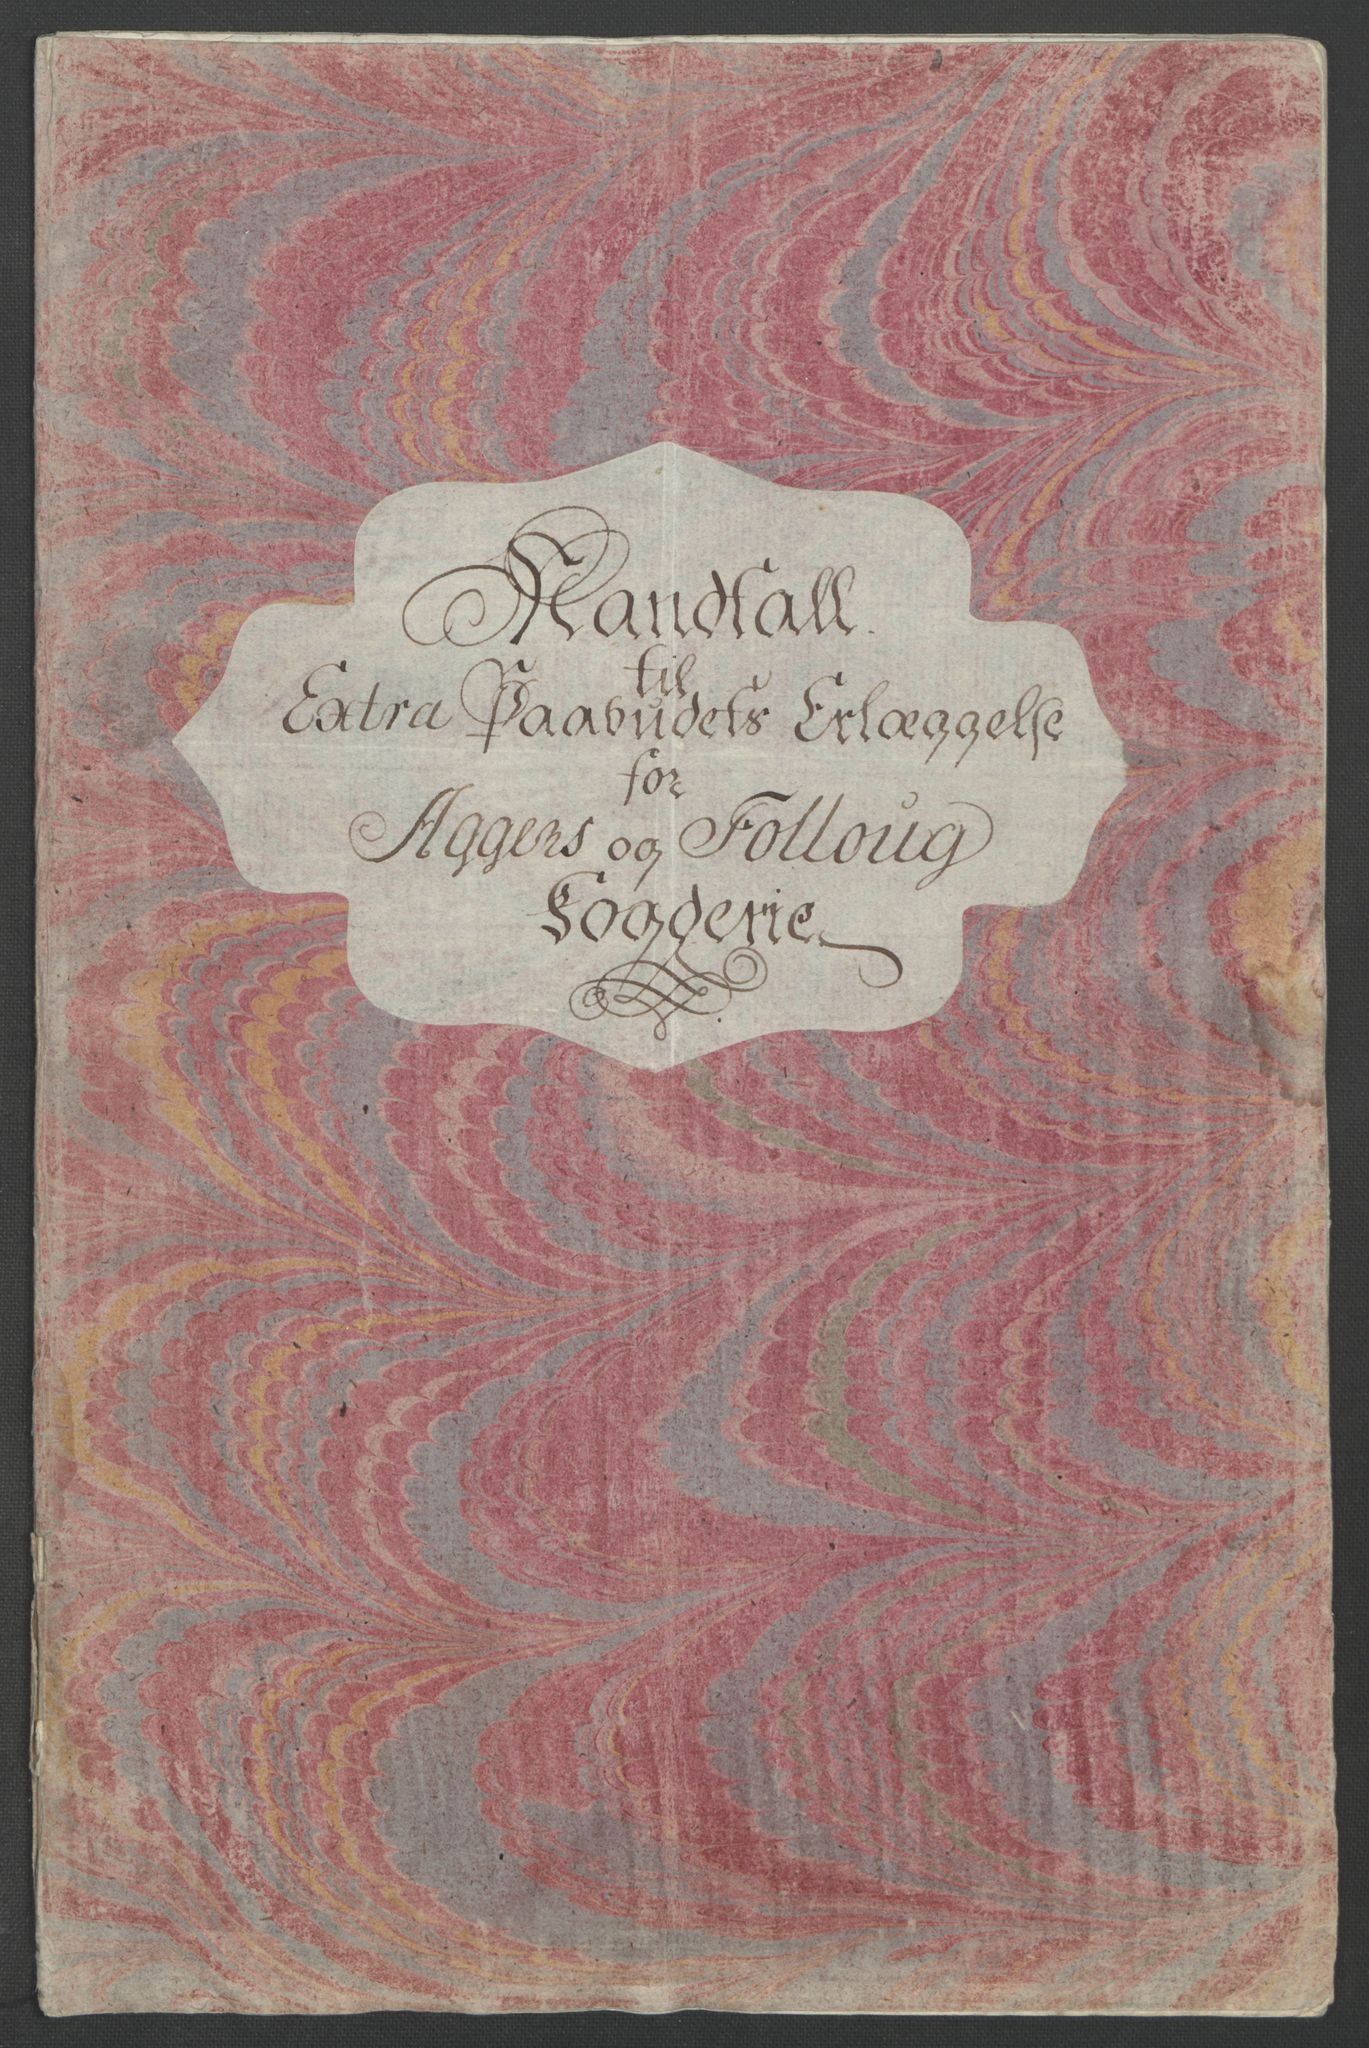 Mandtall
til
Extra Paabudets Erlæggelse
for
Aggers og Folloug
Fogderie